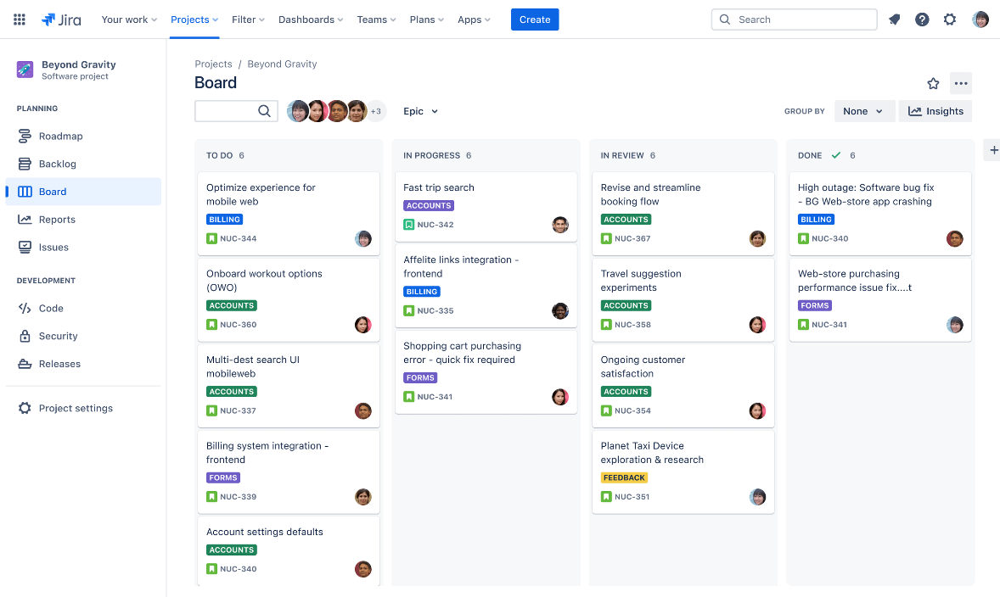 Jira
Your work
Projects
Filter
Dashboards
Teams
Plans
Apps
Create
Search
Beyond Gravity
Software project
PLANNING
Roadmap
Backlog
Board
Reports
Issues
DEVELOPMENT
Code
Security
Releases
Project settings
Projects / Beyond Gravity
Board
+3
Epic
GROUP BY
None
Insights
TO DO 6
Optimize experience for
mobile web
BILLING
NUC-344
Onboard workout options
(OWO)
ACCOUNTS
NUC-360
Multi-dest search UI
mobileweb
ACCOUNTS
NUC-337
Billing system integration -
frontend
FORMS
NUC-339
Account settings defaults
ACCOUNTS
NUC-340
IN PROGRESS 6
Fast trip search
ACCOUNTS
NUC-342
Affelite links integration -
frontend
BILLING
NUC-335
Shopping cart purchasing
error - quick fix required
FORMS
NUC-341
IN REVIEW 6
Revise and streamline
booking flow
ACCOUNTS
NUC-367
Travel suggestion
experiments
ACCOUNTS
NUC-358
Ongoing customer
satisfaction
ACCOUNTS
NUC-354
Planet Taxi Device
exploration & research
FEEDBACK
NUC-351
DONE 6
High outage: Software bug fix
- BG Web-store app crashing
BILLING
NUC-340
Web-store purchasing
performance issue fix....t
FORMS
NUC-341